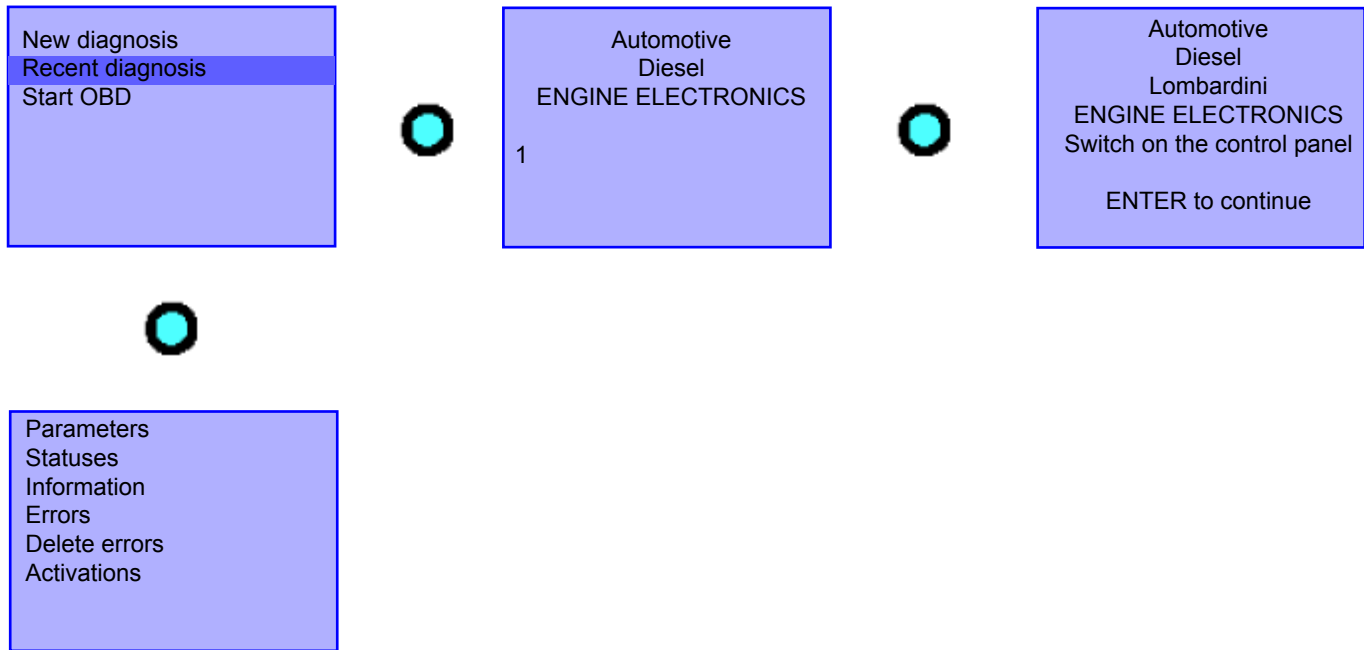 New diagnosis
Recent diagnosis
Start OBD
Automotive
Diesel
ENGINE ELECTRONICS
1
Automotive
Diesel
Lombardini
ENGINE ELECTRONICS
Switch on the control panel
ENTER to continue
Parameters
Statuses
Information
Errors
Delete errors
Activations